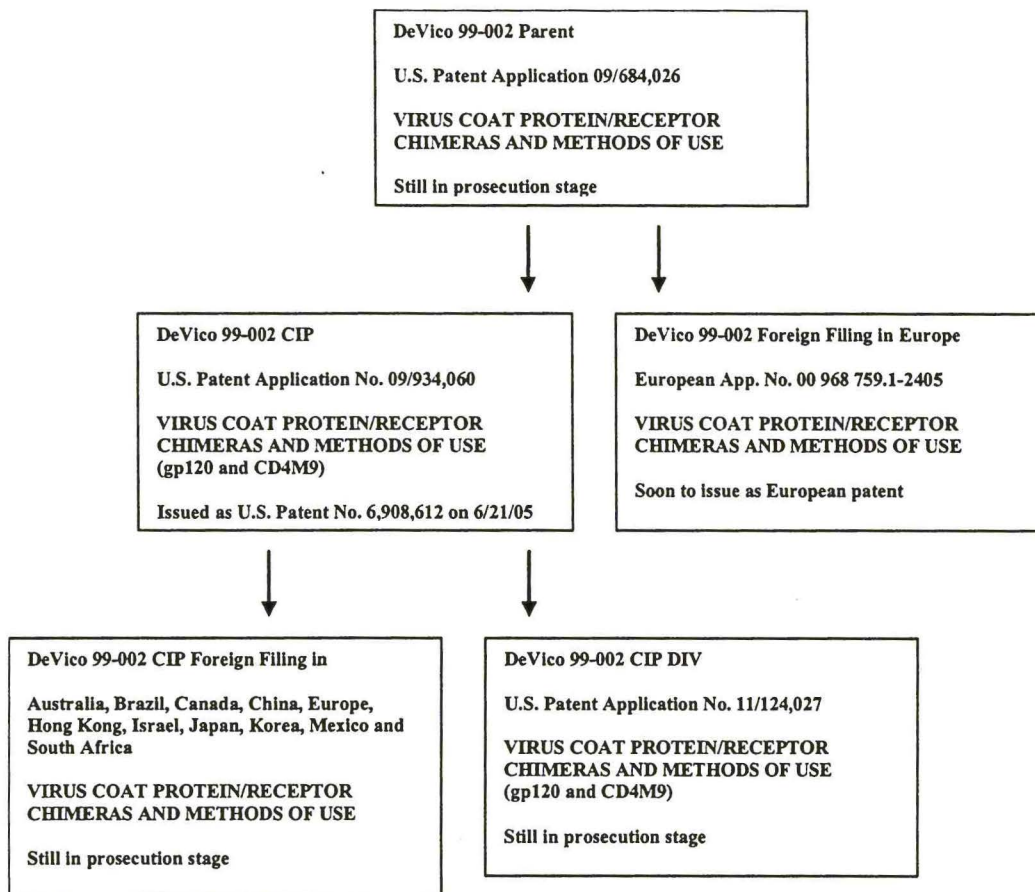 DeVico 99-002 Parent
U.S. Patent Application 09/684,026
VIRUS COAT PROTEIN/RECEPTOR
CHIMERAS AND METHODS OF USE
Still in prosecution stage
DeVico 99-002 CIP
U.S. Patent Application No. 09/934,060
VIRUS COAT PROTEIN/RECEPTOR
CHIMERAS AND METHODS OF USE
(gp120 and CD4M9)
Issued as U.S. Patent No. 6,908,612 on 6/21/05
DeVico 99-002 Foreign Filing in Europe
European App. No. 00 968 759.1-2405
VIRUS COAT PROTEIN/RECEPTOR
CHIMERAS AND METHODS OF USE
Soon to issue as European patent
DeVico 99-002 CIP Foreign Filing in
Australia, Brazil, Canada, China, Europe,
Hong Kong, Israel, Japan, Korea, Mexico and
South Africa
VIRUS COAT PROTEIN/RECEPTOR
CHIMERAS AND METHODS OF USE
Still in prosecution stage
DeVico 99-002 CIP DIV
U.S. Patent Application No. 11/124,027
VIRUS COAT PROTEIN/RECEPTOR
CHIMERAS AND METHODS OF USE
(gp120 and CD4M9)
Still in prosecution stage